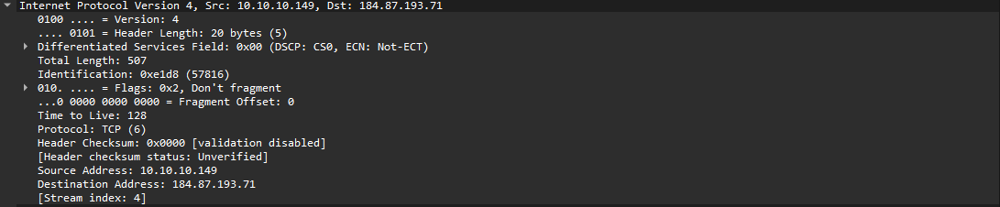 Internet Protocol Version 4, Src: 10.10.10.149, Dst: 184.87.193.71
0100 .... = Version: 4
.... 0101 = Header Length: 20 bytes (5)
Differentiated Services Field: 0x00 (DSCP: CS0, ECN: Not-ECT)
Total Length: 507
Identification: 0xe1d8 (57816)
010. .... = Flags: 0x2, Don't fragment
...0 0000 0000 0000 = Fragment Offset: 0
Time to Live: 128
Protocol: TCP (6)
Header Checksum: 0x0000 [validation disabled]
[Header checksum status: Unverified]
Source Address: 10.10.10.149
Destination Address: 184.87.193.71
[Stream index: 4]